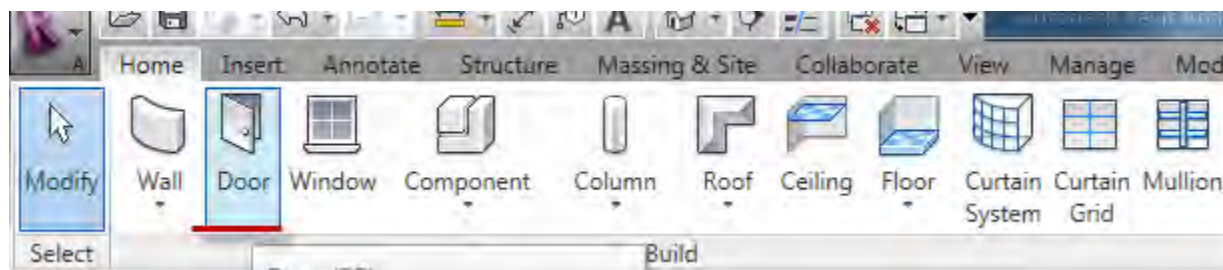 A
A Home Insert Annotate Structure Massing & Site Collaborate View Manage Mod
Modify Wall Door Window Component Column Roof Ceiling Floor Curtain Curtain Mullion
System Grid
Select Build